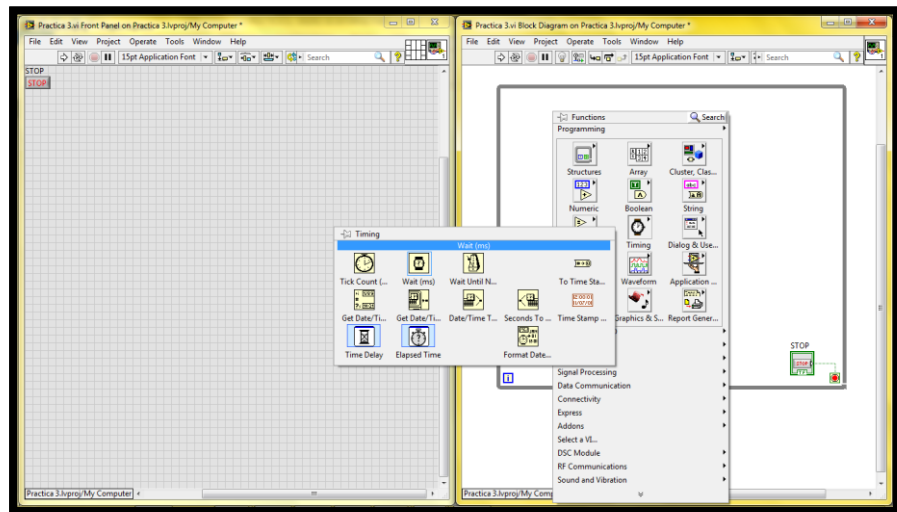 Practica 3.vi Front Panel on Practica 3.lvproj/My Computer *
File Edit View Project Operate Tools Window Help
15pt Application Font
Search
STOP
STOP
Practica 3.lvproj/My Computer
Practica 3.vi Block Diagram on Practica 3.lvproj/My Computer *
File Edit View Project Operate Tools Window Help
15pt Application Font
Search
Functions Search
Programming
Structures Array Cluster, Clas...
Numeric Boolean String
Timing Dialog & Use...
Waveform Application ...
Graphics & S... Report Gener...
Signal Processing
Data Communication
Connectivity
Express
Addons
Select a VI...
DSC Module
RF Communications
Sound and Vibration
Timing
Wait (ms)
Tick Count (... Wait (ms) Wait Until N... To Time Sta...
Get Date/Ti... Get Date/Ti... Date/Time T... Seconds To ... Time Stamp ...
Time Delay Elapsed Time Format Date...
STOP
STOP
TF
i
Practica 3.lvproj/My Com